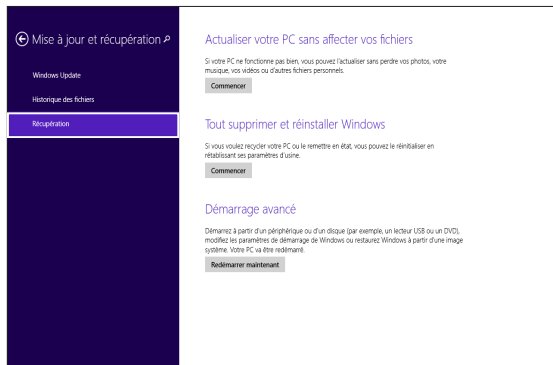 Mise à jour et récupération
Windows Update
Historique des fichiers
Récupération
Actualiser votre PC sans affecter vos fichiers
Si votre PC ne fonctionne pas bien, vous pouvez l'actualiser sans perdre vos photos, votre
musique, vos vidéos ou d'autres fichiers personnels.
Commencer
Tout supprimer et réinstaller Windows
Si vous voulez recycler votre PC ou le remettre en état, vous pouvez le réinitialiser en
rétablissant ses paramètres d'usine.
Commencer
Démarrage avancé
Démarrez à partir d'un périphérique ou d'un disque (par exemple, un lecteur USB ou un DVD),
modifiez les paramètres de démarrage de Windows ou restaurez Windows à partir d'une image
système. Votre PC va être redémarré.
Redémarrer maintenant